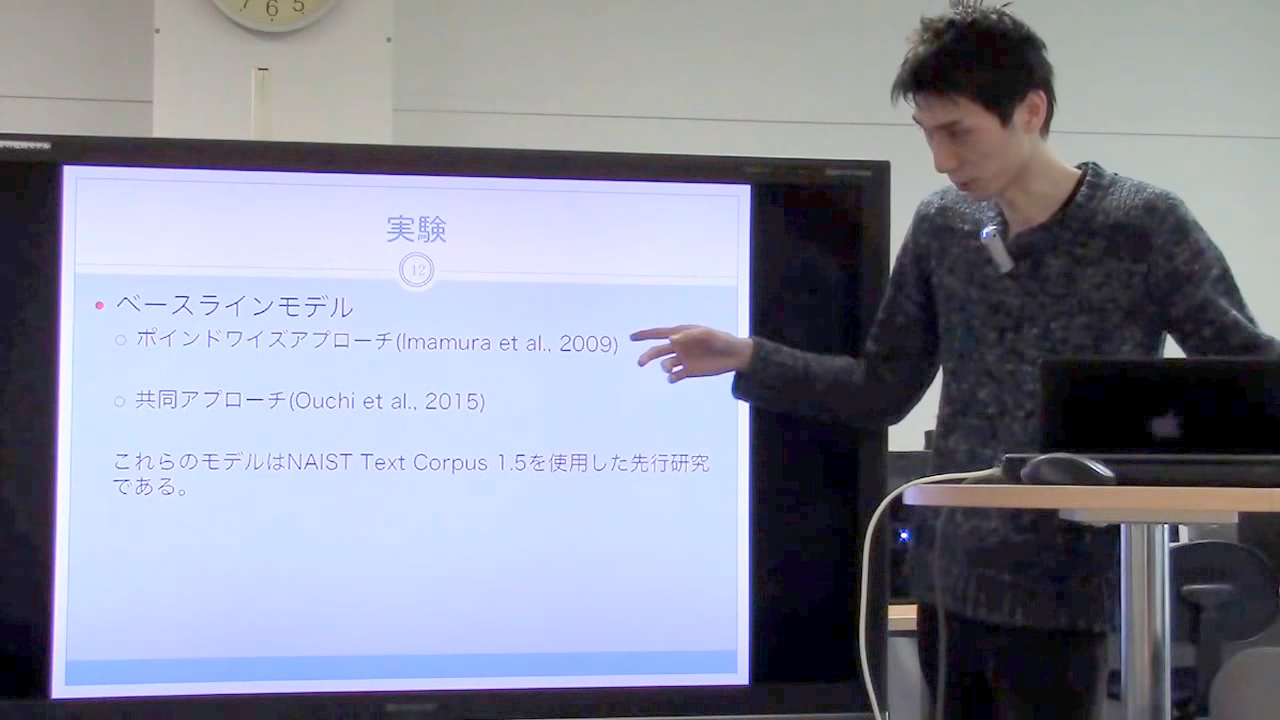 7 6 5
実験
12
• ベースラインモデル
○ ポインドワイズアプローチ(Imamura et al., 2009)
○ 共同アプローチ(Ouchi et al., 2015)
これらのモデルはNAIST Text Corpus 1.5を使用した先行研究
である。